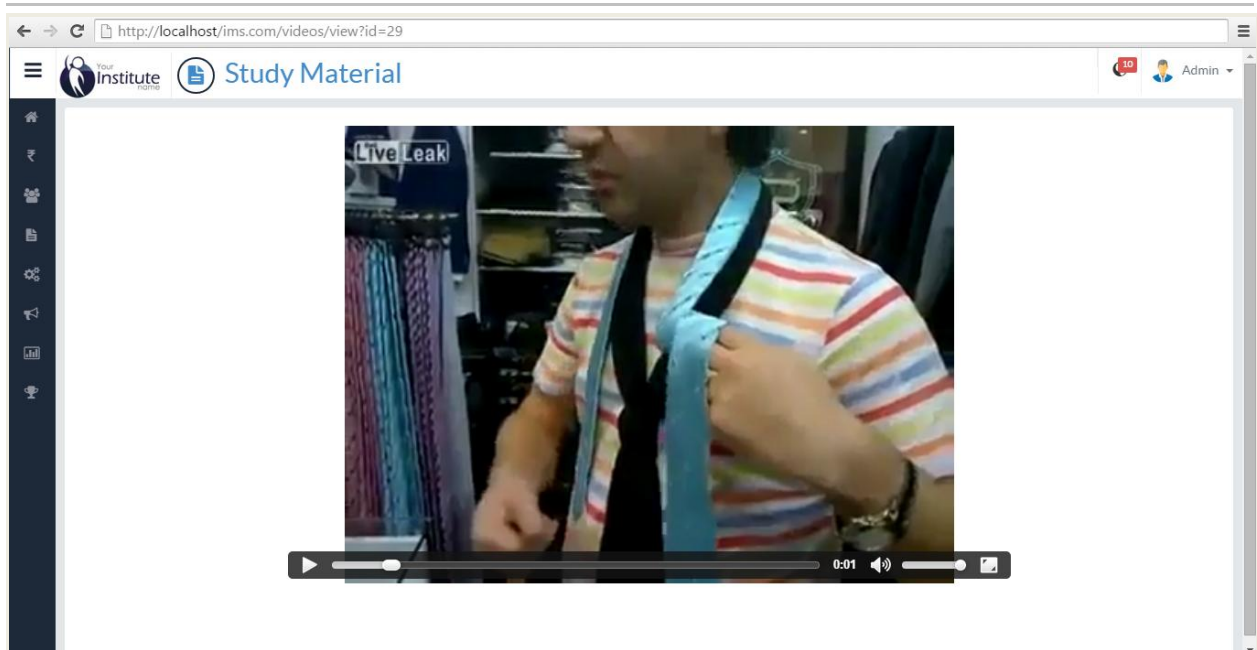 http://localhost/ims.com/videos/view?id=29
Your
Institute
name
Study Material
10
Admin
₹
LiveLeak
0:01